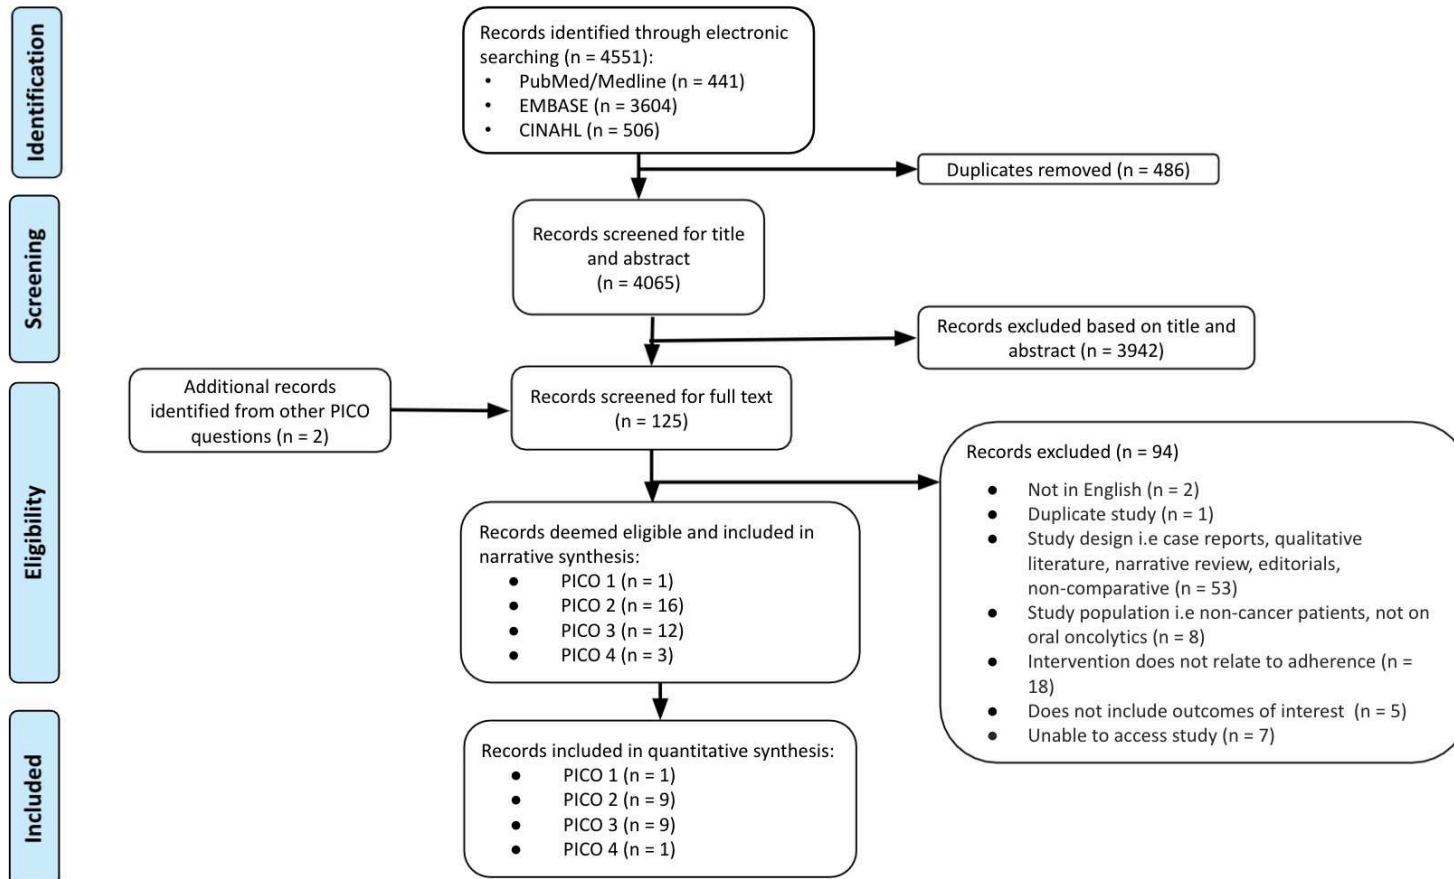 Identification
Records identified through electronic
searching (n = 4551):
• PubMed/Medline (n = 441)
• EMBASE (n = 3604)
• CINAHL (n = 506)
Duplicates removed (n = 486)
Screening
Records screened for title
and abstract
(n = 4065)
Records excluded based on title and
abstract (n = 3942)
Eligibility
Additional records
identified from other PICO
questions (n = 2)
Records screened for full text
(n = 125)
Records excluded (n = 94)
● Not in English (n = 2)
● Duplicate study (n = 1)
● Study design i.e case reports, qualitative
literature, narrative review, editorials,
non-comparative (n = 53)
● Study population i.e non-cancer patients, not on
oral oncolytics (n = 8)
● Intervention does not relate to adherence (n =
18)
● Does not include outcomes of interest (n = 5)
● Unable to access study (n = 7)
Records deemed eligible and included in
narrative synthesis:
● PICO 1 (n = 1)
● PICO 2 (n = 16)
● PICO 3 (n = 12)
● PICO 4 (n = 3)
Included
Records included in quantitative synthesis:
● PICO 1 (n = 1)
● PICO 2 (n = 9)
● PICO 3 (n = 9)
● PICO 4 (n = 1)